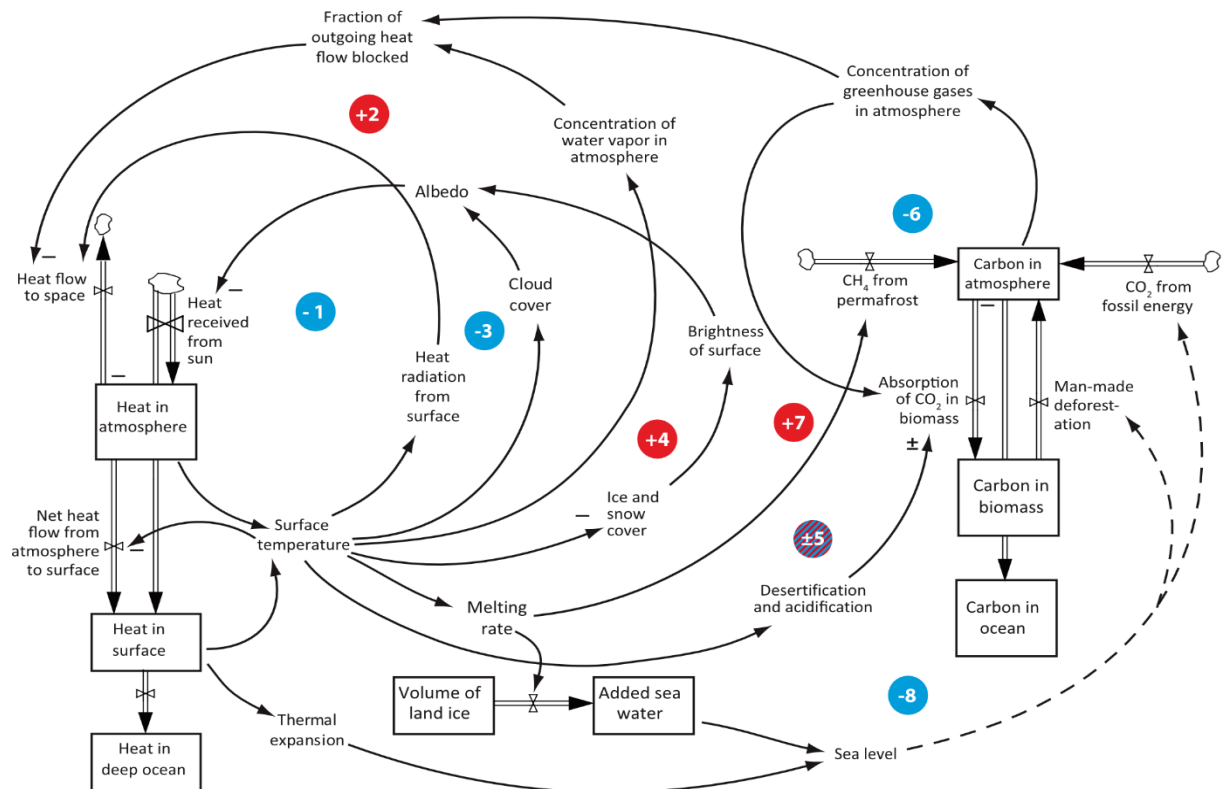 Fraction of
outgoing heat
flow blocked
Concentration of
greenhouse gases
in atmosphere
+2
Concentration of
water vapor in
atmosphere
Albedo
-6
−
Heat flow
to space
−
Heat
received
from
sun
- 1
-3
Cloud
cover
CH₄ from
permafrost
Carbon in
atmosphere
−
CO₂ from
fossil energy
Brightness
of surface
Heat
radiation
from
surface
−
Heat in
atmosphere
+4
+7
Absorption
of CO₂ in
biomass
±
Man-made
deforest-
ation
Net heat
flow from
atmosphere
to surface
−
Surface
temperature
−
Ice and
snow
cover
±5
Carbon in
biomass
Desertification
and acidification
Melting
rate
Carbon in
ocean
Heat in
surface
Volume of
land ice
Added sea
water
-8
Thermal
expansion
Heat in
deep ocean
Sea level